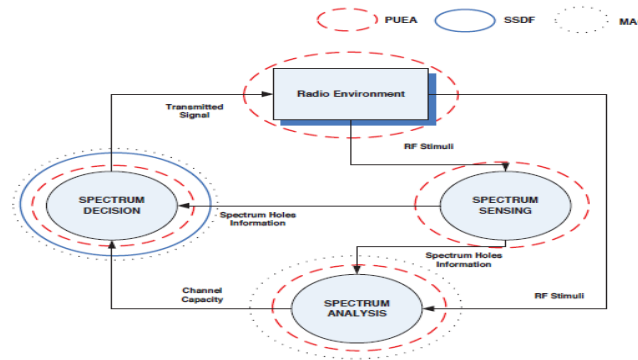 PUEA
SSDF
MA
Radio Environment
Transmitted
Signal
RF Stimuli
SPECTRUM
DECISION
Spectrum Holes
Information
SPECTRUM
SENSING
Spectrum Holes
Information
Channel
Capacity
SPECTRUM
ANALYSIS
RF Stimuli